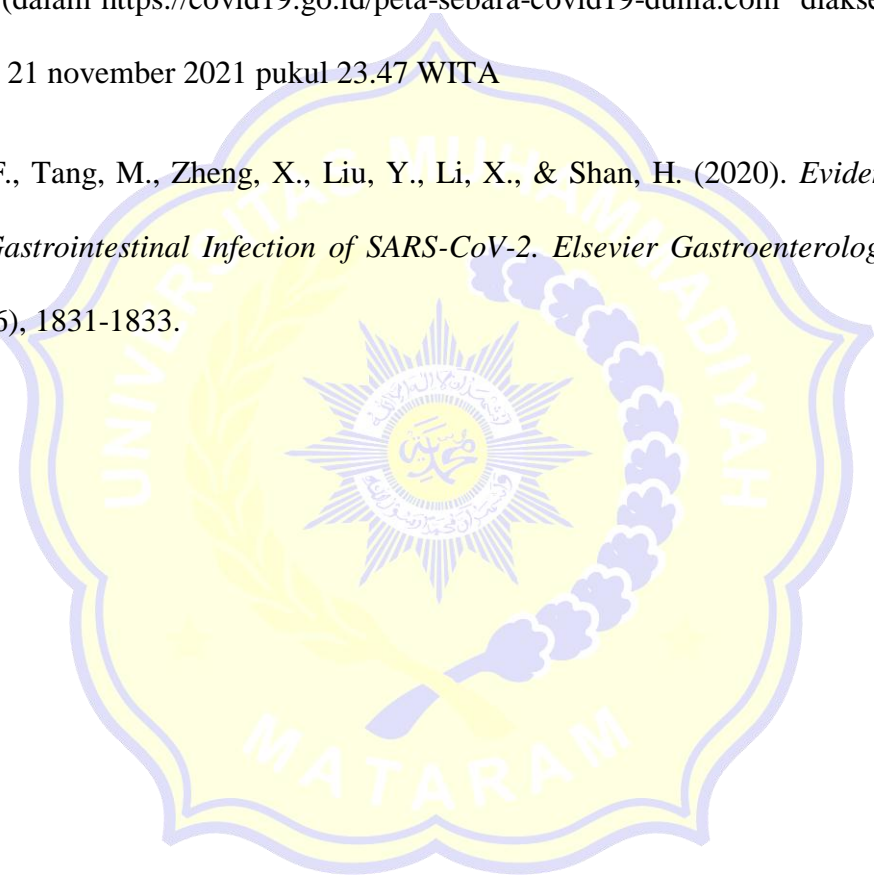 (dalam https://covid19.go.id/peta-sebara-covid19-dunia.com diakse
21 november 2021 pukul 23.47 WITA
F., Tang, M., Zheng, X., Liu, Y., Li, X., & Shan, H. (2020). Eviden
Gastrointestinal Infection of SARS-CoV-2. Elsevier Gastroenterolog
6), 1831-1833.
UNIVERSITAS MUHAMMADIYAH
MATARAM